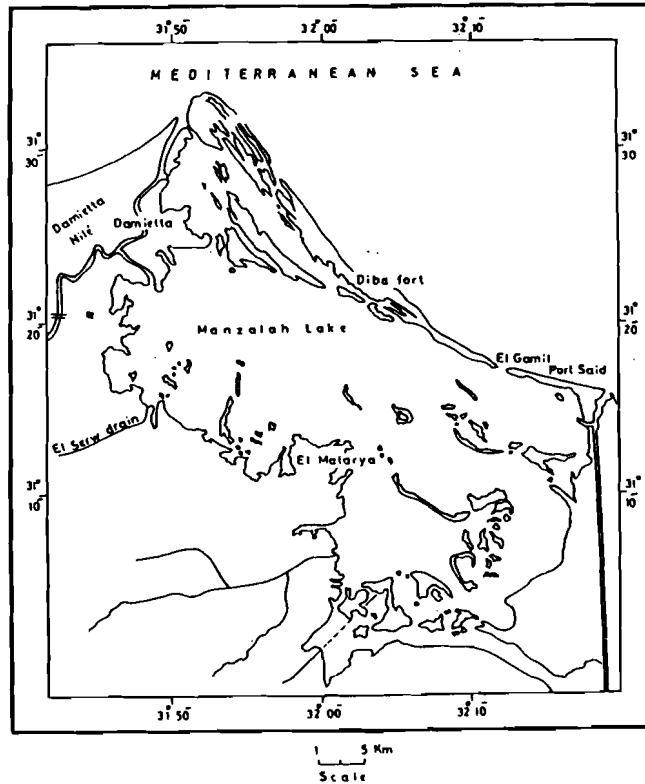 31° 50'
32° 00
32° 10'
MEDITERRANEAN SEA
31°
30
31°
30
Damietta
Nile
Damietta
Diba fort
31°
20
31°
20
Manzalah Lake
El Gamil
Port Said
El Serw drain
El Matarya
31°
10
31°
10
31° 50'
32° 00
32° 10
1 5 Km
Scale